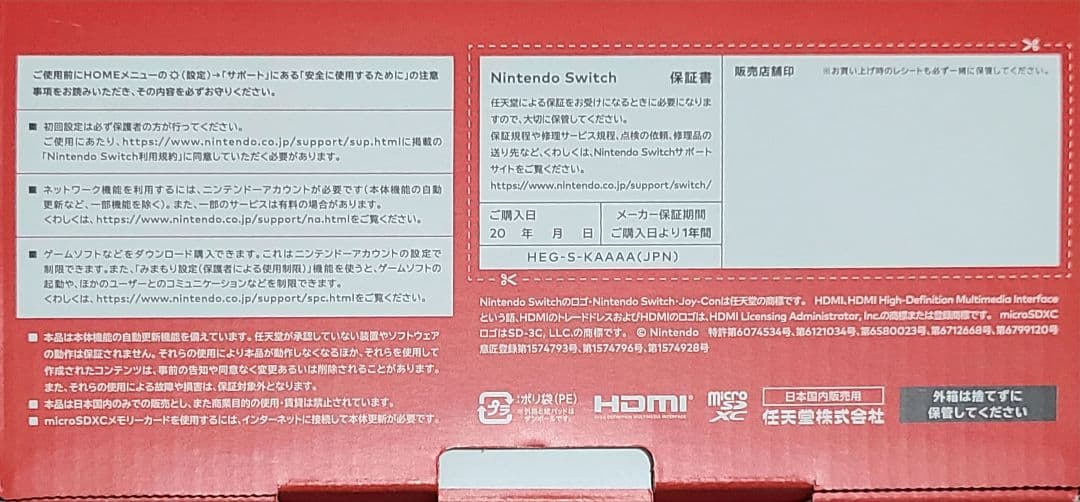 ご使用前にHOMEメニューの(設定)→「サポート」にある「安全に使用するために」の注意
事項をお読みいただき、その内容を必ずお守りください。
■ 初回設定は必ず保護者の方が行ってください。
ご使用にあたり、https://www.nintendo.co.jp/support/sup.htmlに掲載の
「Nintendo Switch利用規約」に同意していただく必要があります。
■ ネットワーク機能を利用するには、ニンテンドーアカウントが必要です(本体機能の自動
更新など、一部機能を除く)。また、一部のサービスは有料の場合があります。
くわしくは、https://www.nintendo.co.jp/support/na.htmlをご覧ください。
■ ゲームソフトなどをダウンロード購入できます。これはニンテンドーアカウントの設定で
制限できます。また、「みまもり設定(保護者による使用制限)」機能を使うと、ゲームソフトの
起動や、ほかのユーザーとのコミュニケーションなどを制限できます。
くわしくは、https://www.nintendo.co.jp/support/spc.htmlをご覧ください。
■ 本品は本体機能の自動更新機能を備えています。任天堂が承認していない装置やソフトウェア
の動作は保証されません。それらの使用により本品が動作しなくなるほか、それらを使用して
作成されたコンテンツは、事前の告知や同意なく変更あるいは削除されることがあります。
また、それらの使用による故障や損害は、保証対象外となります。
■ 本品は日本国内のみでの販売とし、また商業目的の使用・賃貸は禁止されています。
■ microSDXCメモリーカードを使用するには、インターネットに接続して本体更新が必要です。
Nintendo Switch 保証書
任天堂による保証をお受けになるときに必要になりま
すので、大切に保管してください。
保証規程や修理サービス規程、点検の依頼、修理品の
送り先など、くわしくは、Nintendo Switchサポート
サイトをご覧ください。
https://www.nintendo.co.jp/support/switch/
ご購入日 メーカー保証期間
20 年 月 日 ご購入日より1年間
HEG-S-KAAAA(JPN)
販売店舗印 ※お買い上げ時のレシートも必ず一緒に保管してください。
Nintendo Switchのロゴ・Nintendo Switch・Joy-Conは任天堂の商標です。 HDMI、HDMI High-Definition Multimedia Interface
という語、HDMIのトレードドレスおよびHDMIのロゴは、HDMI Licensing Administrator, Inc.の商標または登録商標です。 microSDXC
ロゴはSD-3C, LLC.の商標です。 © Nintendo 特許第6074534号、第6121034号、第6580023号、第6712668号、第6799120号
意匠登録第1574793号、第1574796号、第1574928号
プラ
:ポリ袋(PE)
※外箱と紙パッドは
ダンボールです。
HDMI
HIGH-DEFINITION MULTIMEDIA INTERFACE
micro
SD
XC
日本国内販売用
任天堂株式会社
外箱は捨てずに
保管してください